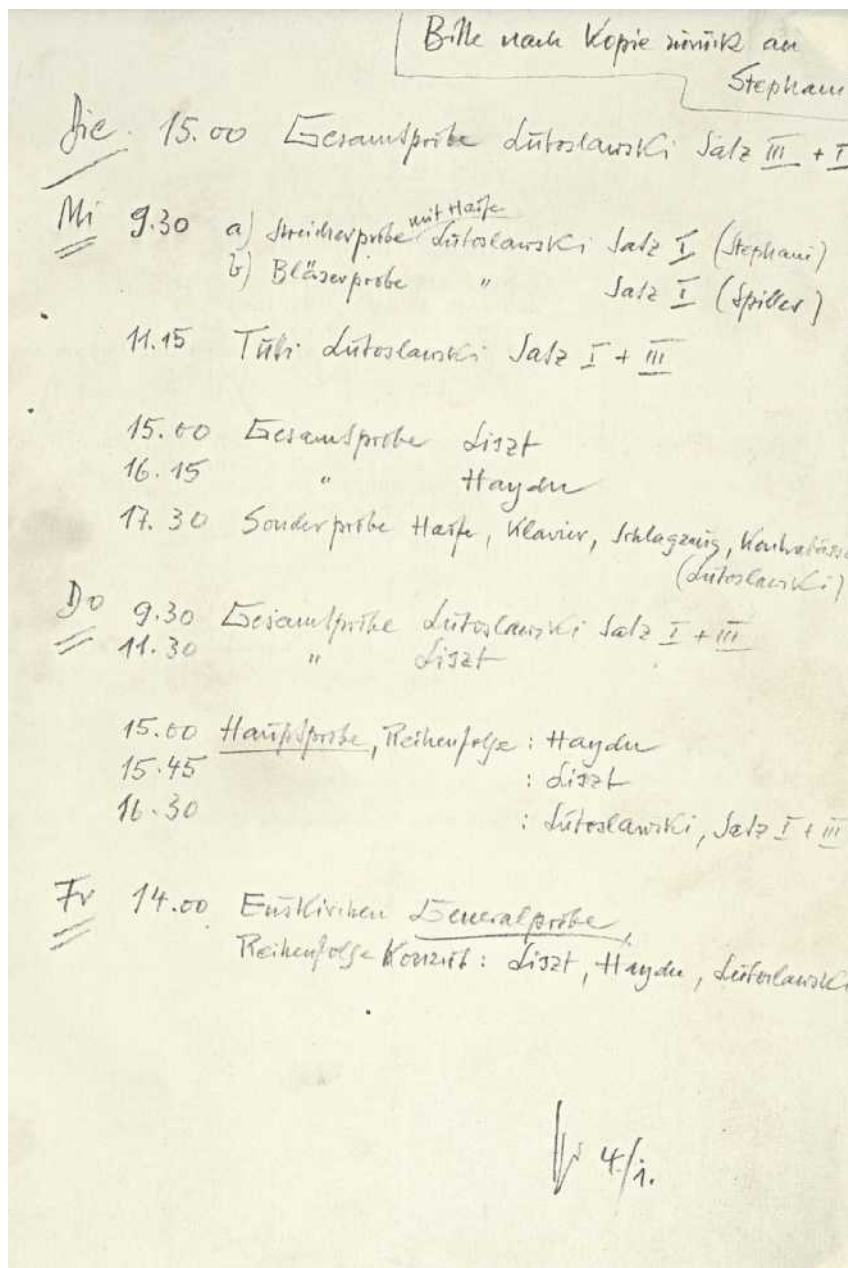 Bitte nach Kopie zurück an
Stephani
Die. 15.00 Gesamtprobe Lutoslawski Satz III + I
Mi 9.30 a) Streicherprobe mit Harfe Lutoslawski Satz I (Stephani)
b) Bläserprobe " Satz I (Spiller)
11.15 Tutti Lutoslawski Satz I + III
15.00 Gesamtprobe Liszt
16.15 " Haydn
17.30 Sonderprobe Harfe, Klavier, Schlagzeug, Kontrabässe
(Lutoslawski)
Do 9.30 Gesamtprobe Lutoslawski Satz I + III
11.30 " Liszt
15.00 Hauptprobe, Reihenfolge : Haydn
15.45 : Liszt
16.30 : Lutoslawski, Satz I + III
Fr 14.00 Euskirchen Generalprobe,
Reihenfolge Konzert : Liszt, Haydn, Lutoslawski
4/1.